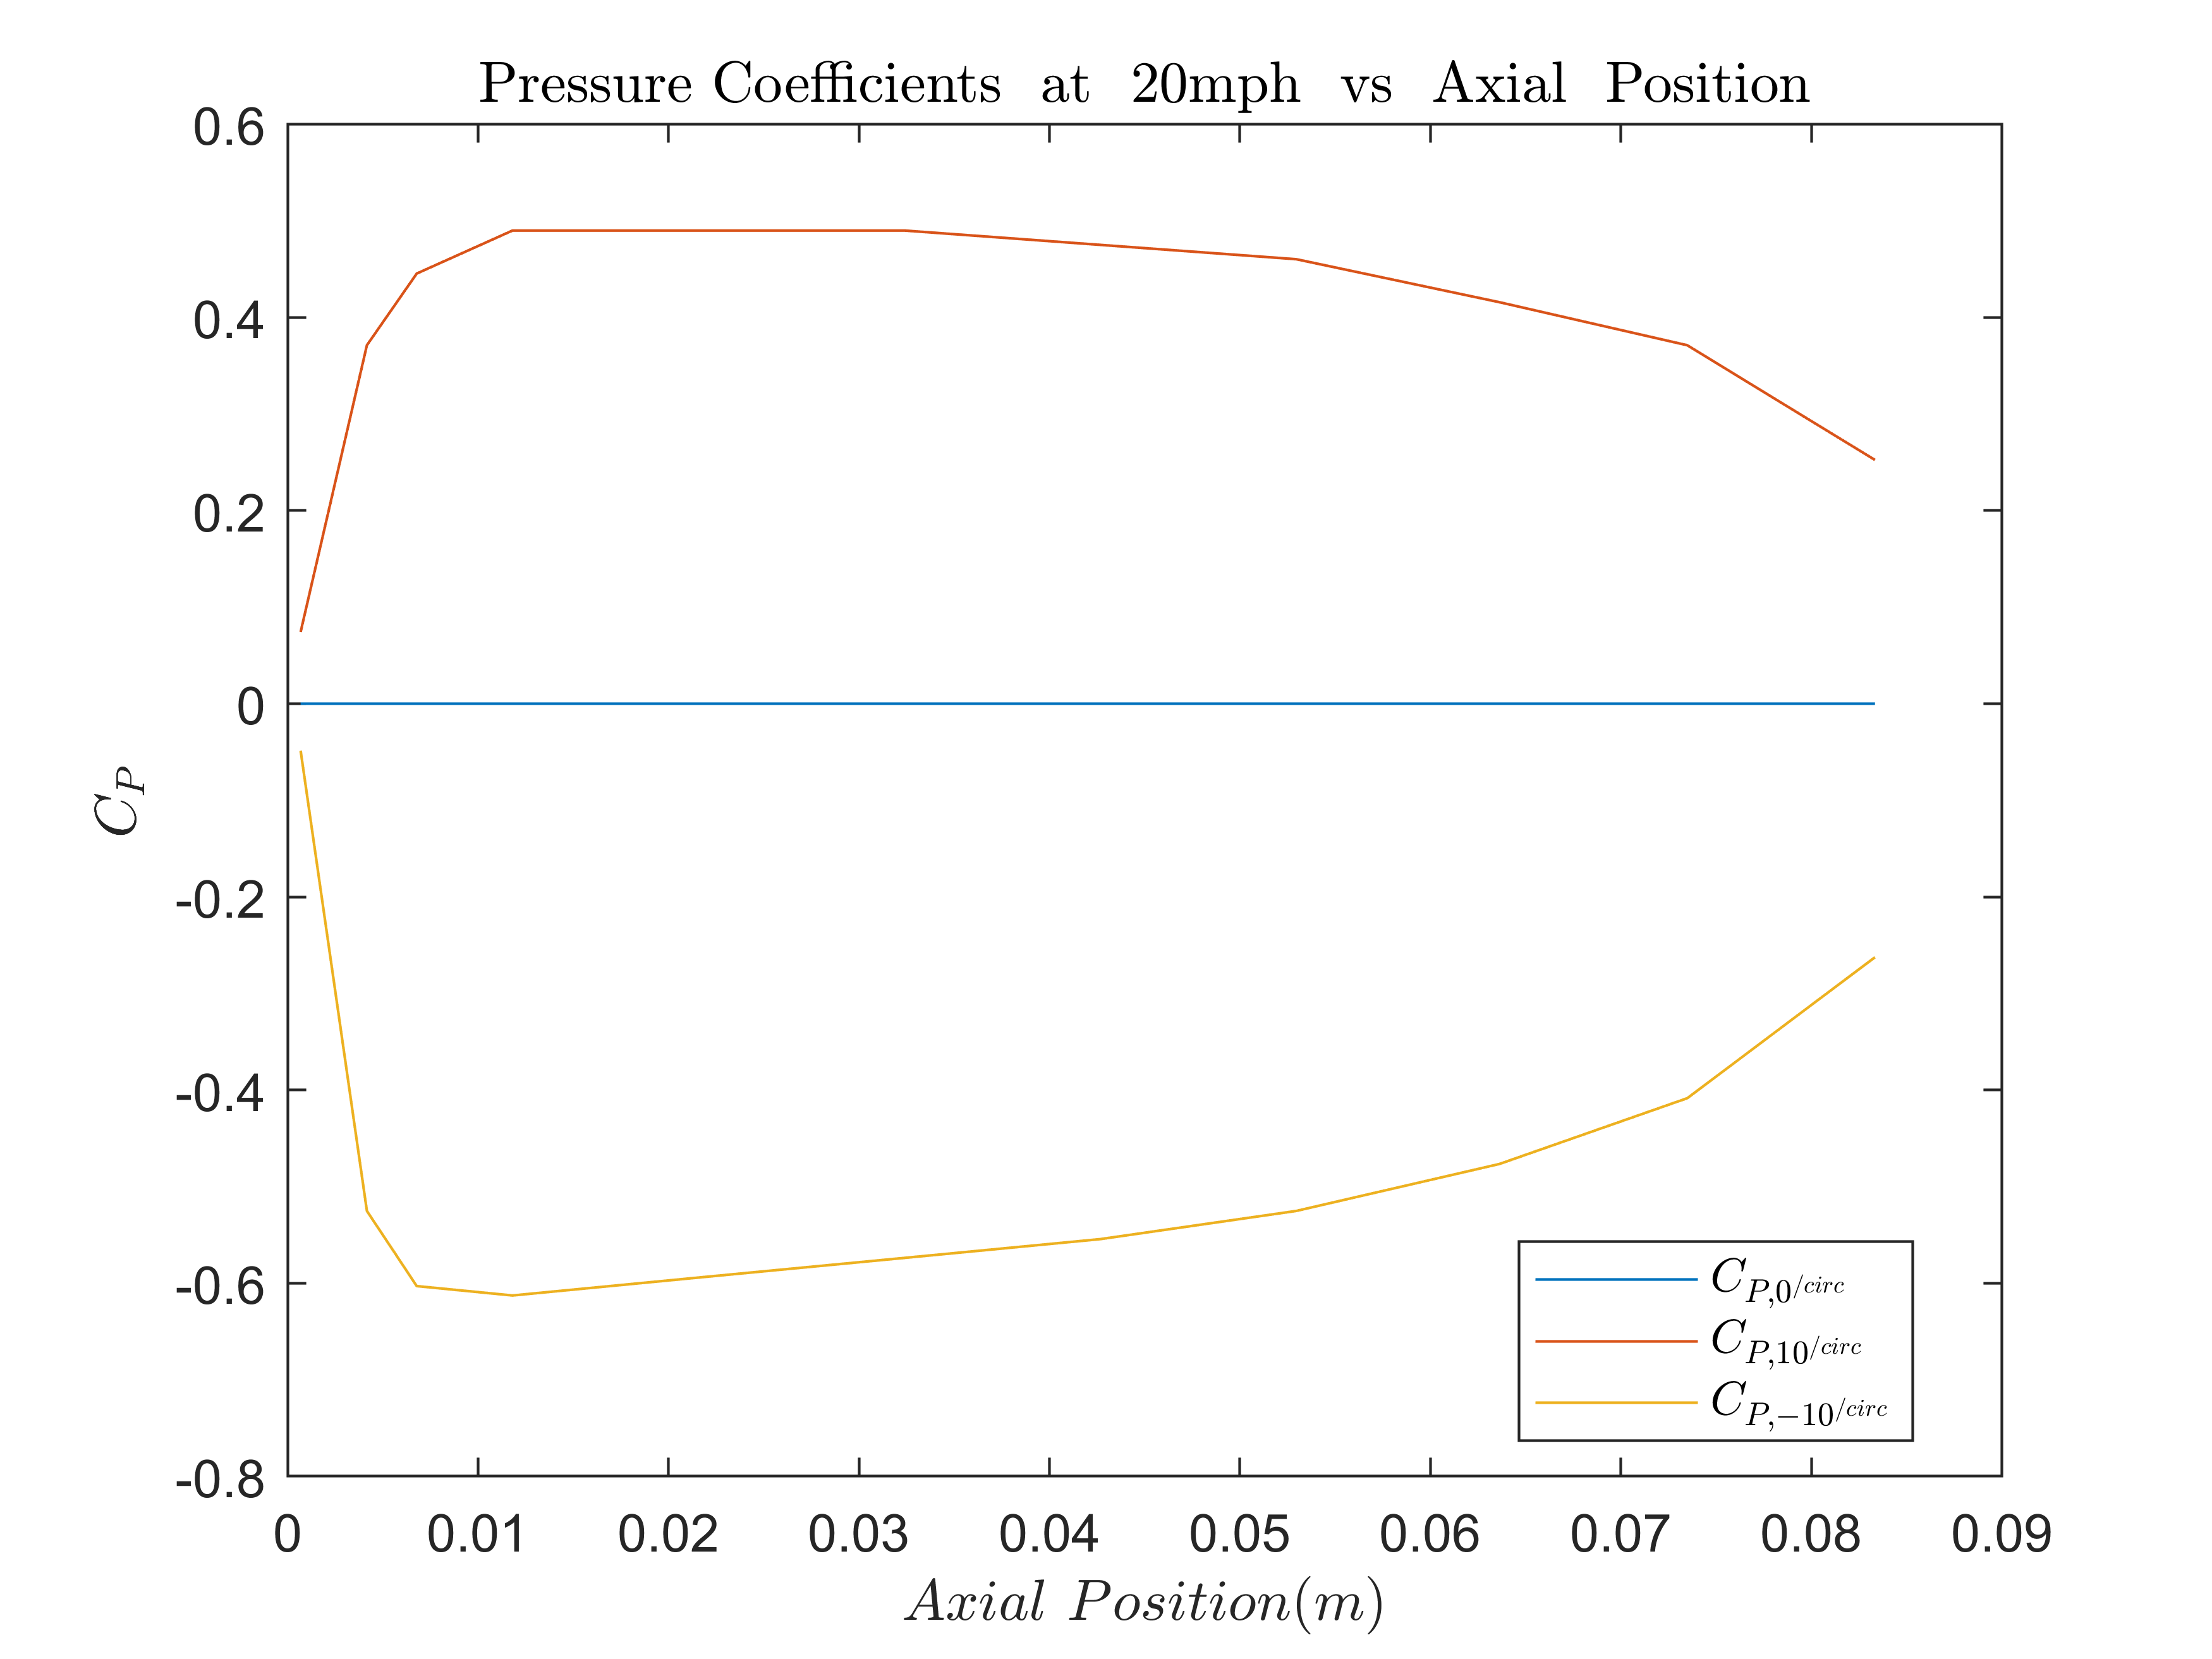 Pressure Coefficients at 20mph vs Axial Position
0.6
0.4
0.2
0
-0.2
-0.4
-0.6
-0.8
C_P
0 0.01 0.02 0.03 0.04 0.05 0.06 0.07 0.08 0.09
Axial Position(m)
C_{P,0^{/circ}}
C_{P,10^{/circ}}
C_{P,-10^{/circ}}